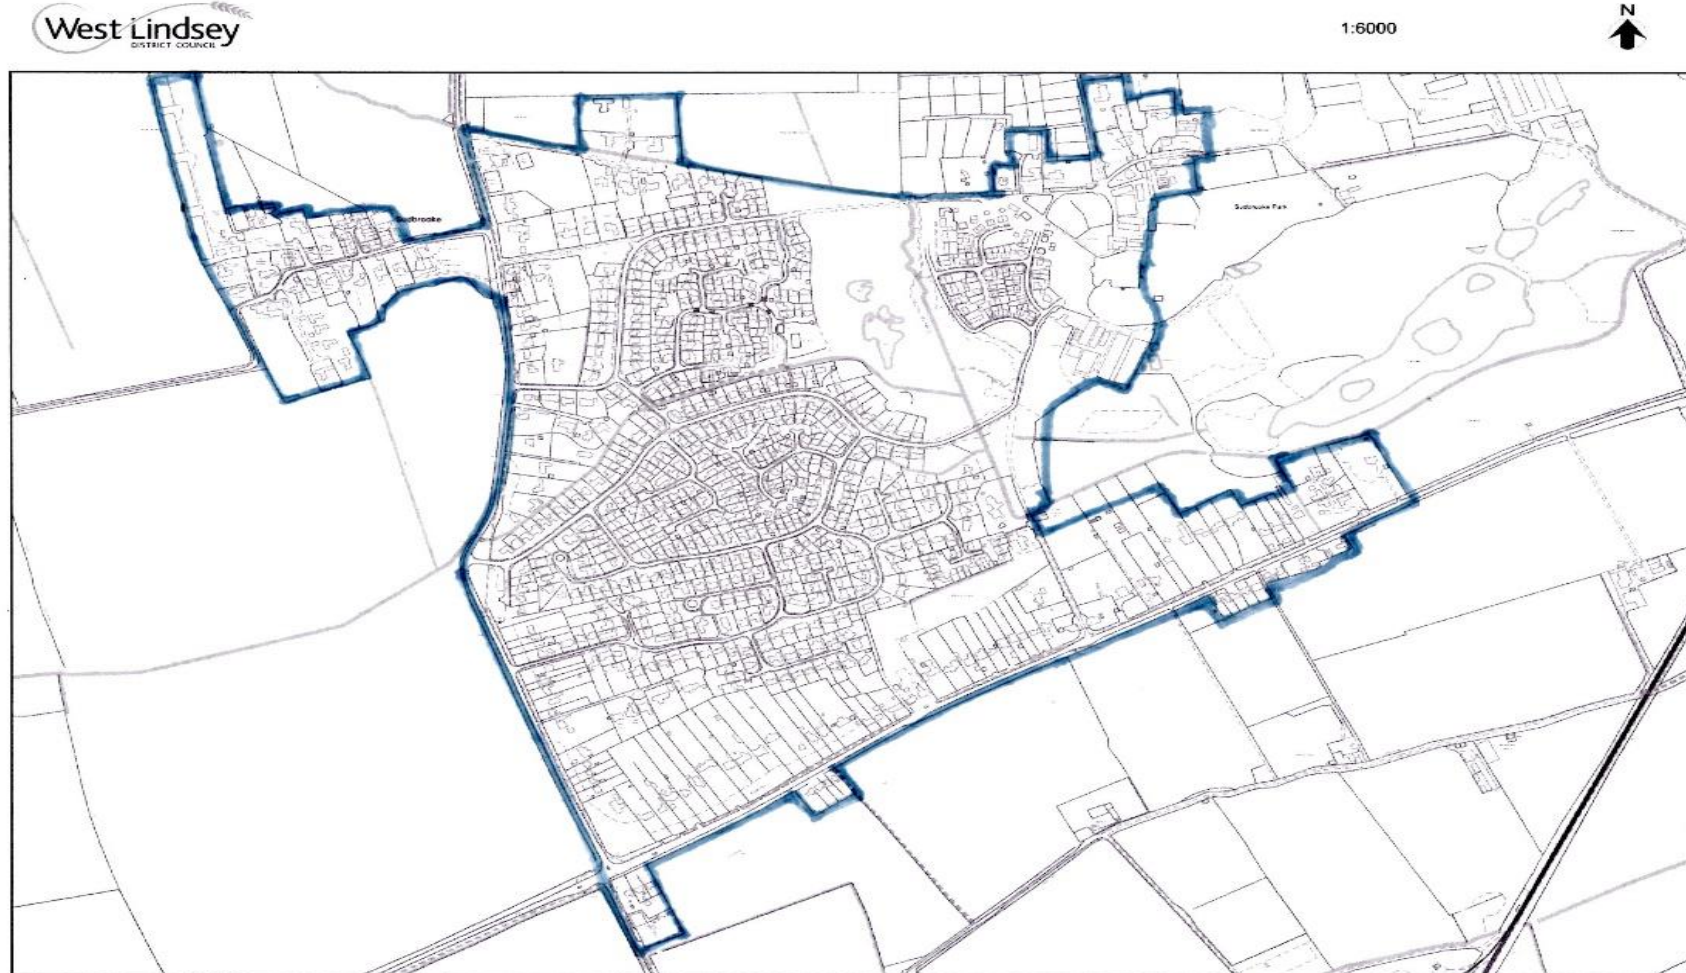 West Lindsey
DISTRICT COUNCIL
1:6000
N
Sudbrooke
Sudbrooke Park